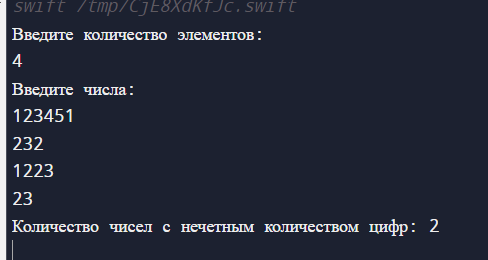 swift /tmp/CjE8XdKfJc.swift
Введите количество элементов:
4
Введите числа:
123451
232
1223
23
Количество чисел с нечетным количеством цифр: 2